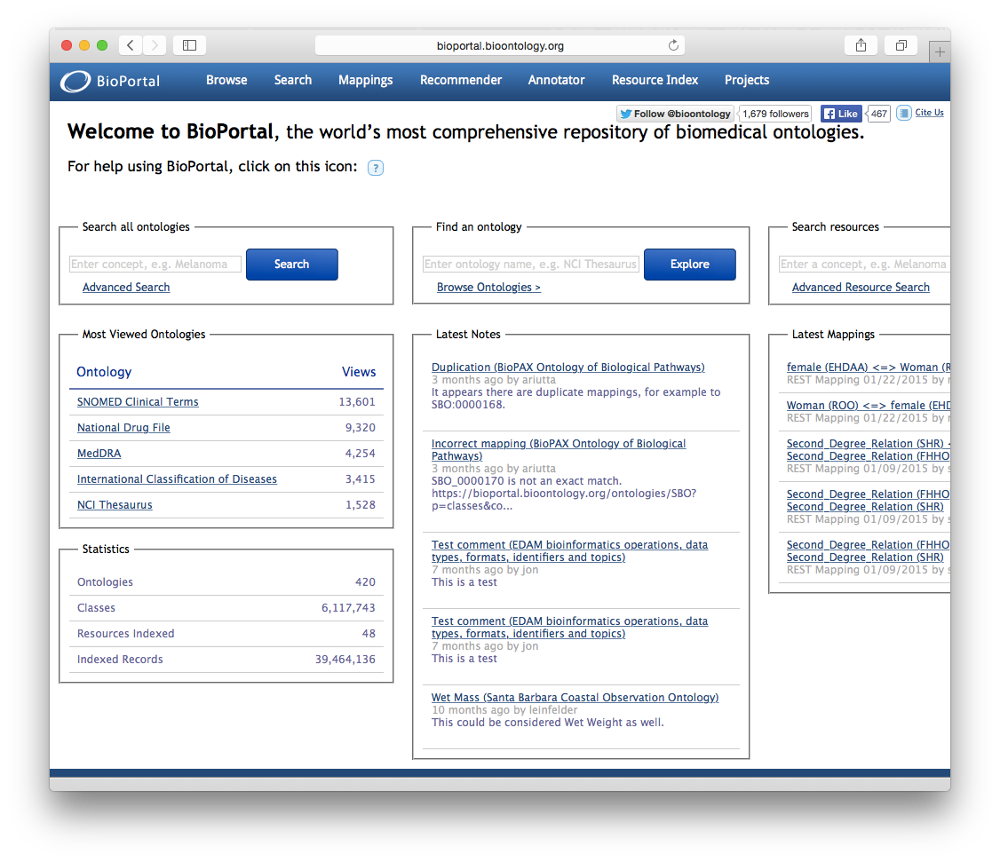 bioportal.bioontology.org
BioPortal
Browse Search Mappings Recommender Annotator Resource Index Projects
Follow @bioontology 1,679 followers Like 467 Cite Us
Welcome to BioPortal, the world's most comprehensive repository of biomedical ontologies.
For help using BioPortal, click on this icon: ?
Search all ontologies
Enter concept, e.g. Melanoma Search
Advanced Search
Find an ontology
Enter ontology name, e.g. NCI Thesaurus Explore
Browse Ontologies >
Search resources
Enter a concept, e.g. Melanoma
Advanced Resource Search
Most Viewed Ontologies
Ontology Views
SNOMED Clinical Terms 13,601
National Drug File 9,320
MedDRA 4,254
International Classification of Diseases 3,415
NCI Thesaurus 1,528
Statistics
Ontologies 420
Classes 6,117,743
Resources Indexed 48
Indexed Records 39,464,136
Latest Notes
Duplication (BioPAX Ontology of Biological Pathways)
3 months ago by ariutta
It appears there are duplicate mappings, for example to
SBO:0000168.
Incorrect mapping (BioPAX Ontology of Biological
Pathways)
3 months ago by ariutta
SBO_0000170 is not an exact match.
https://bioportal.bioontology.org/ontologies/SBO?
p=classes&co...
Test comment (EDAM bioinformatics operations, data
types, formats, identifiers and topics)
7 months ago by jon
This is a test
Test comment (EDAM bioinformatics operations, data
types, formats, identifiers and topics)
7 months ago by jon
This is a test
Wet Mass (Santa Barbara Coastal Observation Ontology)
10 months ago by leinfelder
This could be considered Wet Weight as well.
Latest Mappings
female (EHDAA) <=> Woman
REST Mapping 01/22/2015 by
Woman (ROO) <=> female
REST Mapping 01/22/2015 by
Second_Degree_Relation (SHR) <
Second_Degree_Relation (FHHO
REST Mapping 01/09/2015 by
Second_Degree_Relation (FHHO
Second_Degree_Relation (SHR)
REST Mapping 01/09/2015 by
Second_Degree_Relation (FHHO
Second_Degree_Relation (SHR)
REST Mapping 01/09/2015 by